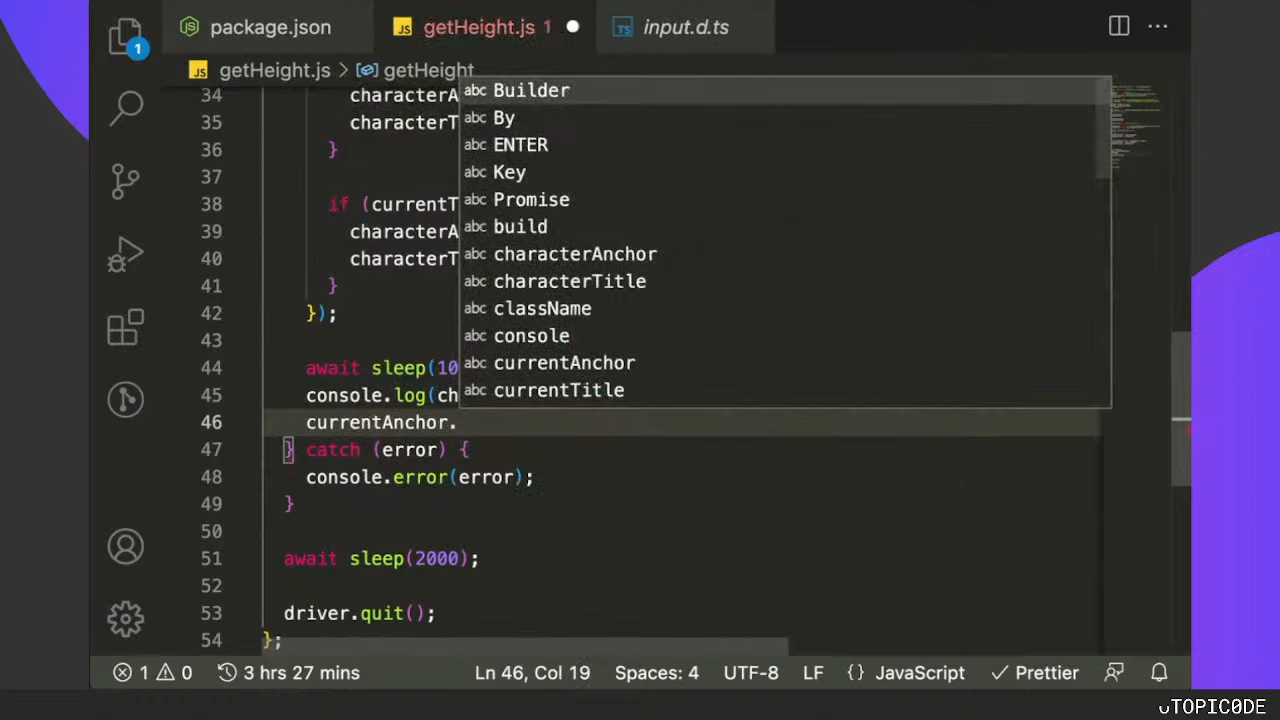 package.json
JS getHeight.js 1
TS input.d.ts
1
JS getHeight.js > getHeight
34 characterA
35 characterT
36 }
37
38 if (currentT
39 characterA
40 characterT
41 }
42 });
43
44 await sleep(10
45 console.log(ch
46 currentAnchor.
47 } catch (error) {
48 console.error(error);
49 }
50
51 await sleep(2000);
52
53 driver.quit();
54 };
abc Builder
abc By
abc ENTER
abc Key
abc Promise
abc build
abc characterAnchor
abc characterTitle
abc className
abc console
abc currentAnchor
abc currentTitle
1 0 3 hrs 27 mins Ln 46, Col 19 Spaces: 4 UTF-8 LF {} JavaScript Prettier
TOPIC0DE